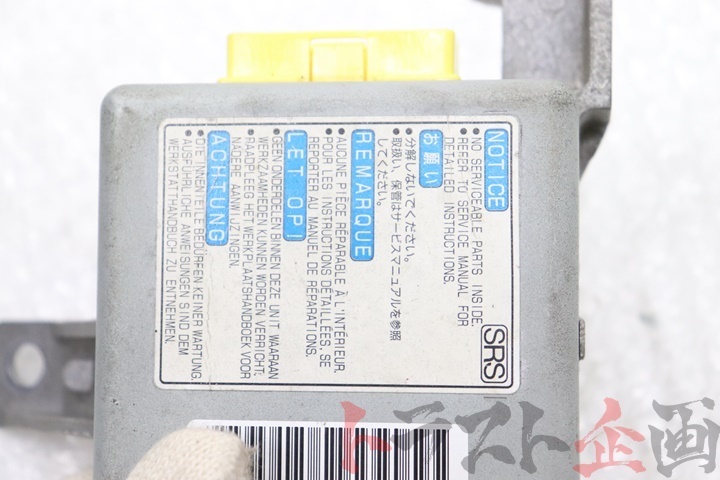 NOTICE
• NO SERVICEABLE PARTS INSIDE.
• REFER TO SERVICE MANUAL FOR
DETAILED INSTRUCTIONS.
お願い
• 分解しないでください。
• 取扱い、保管はサービスマニュアルを参照
してください。
REMARQUE
• AUCUNE PIÈCE RÉPARABLE À L'INTÉRIEUR.
• POUR LES INSTRUCTIONS DÉTAILLÉES, SE
REPORTER AU MANUEL DE RÉPARATIONS.
LET OP!
• GEEN ONDERDELEN BINNEN DEZE UNIT WAARAAN
WERKZAAMHEDEN KUNNEN WORDEN VERRICHT.
• RAADPLEEG HET WERKPLAATSHANDBOEK VOOR
NADERE AANWIJZINGEN.
ACHTUNG
• DIE INNENTEILE BEDÜRFEN KEINER WARTUNG.
• AUSFÜHRLICHE ANWEISUNGEN SIND DEM
WERKSTATTHANDBUCH ZU ENTNEHMEN.
SRS
トラスト企画